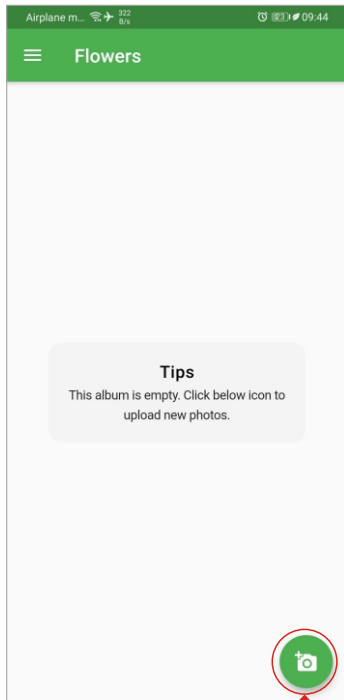 Airplane m... 322 B/s 09:44
Flowers
Tips
This album is empty. Click below icon to
upload new photos.